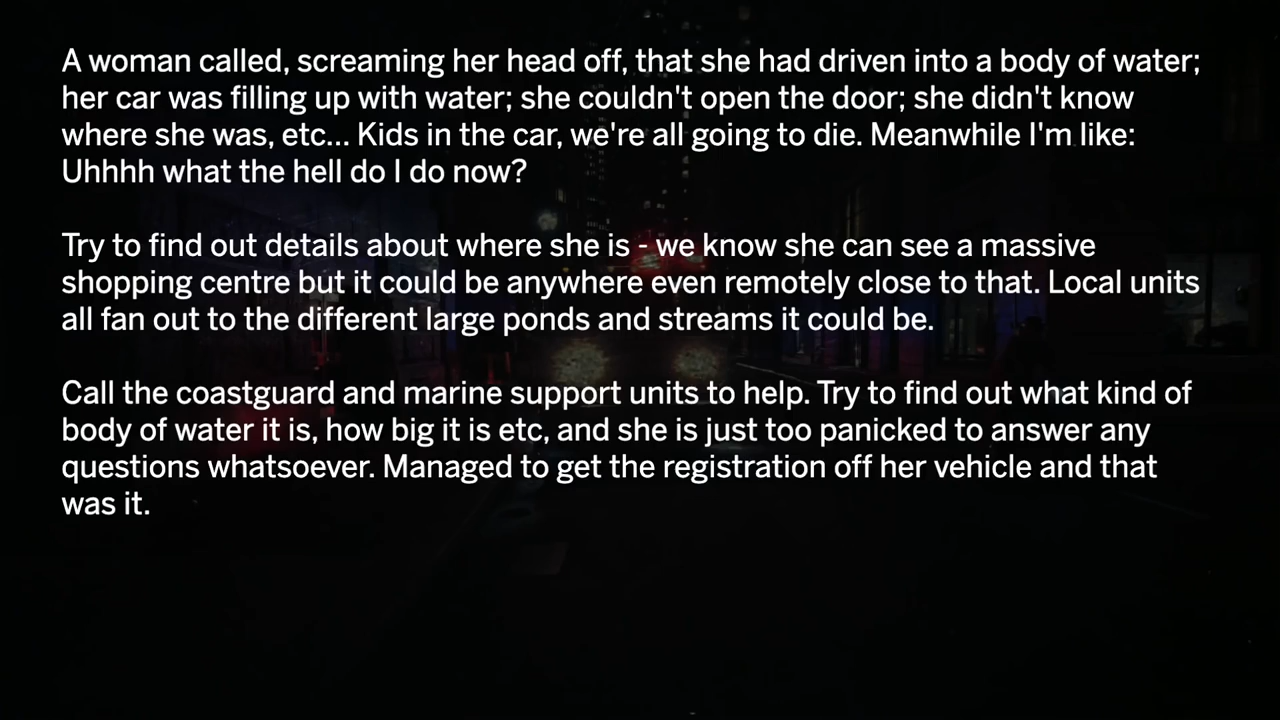 A woman called, screaming her head off, that she had driven into a body of water;
her car was filling up with water; she couldn't open the door; she didn't know
where she was, etc... Kids in the car, we're all going to die. Meanwhile I'm like:
Uhhhh what the hell do I do now?
Try to find out details about where she is - we know she can see a massive
shopping centre but it could be anywhere even remotely close to that. Local units
all fan out to the different large ponds and streams it could be.
Call the coastguard and marine support units to help. Try to find out what kind of
body of water it is, how big it is etc, and she is just too panicked to answer any
questions whatsoever. Managed to get the registration off her vehicle and that
was it.